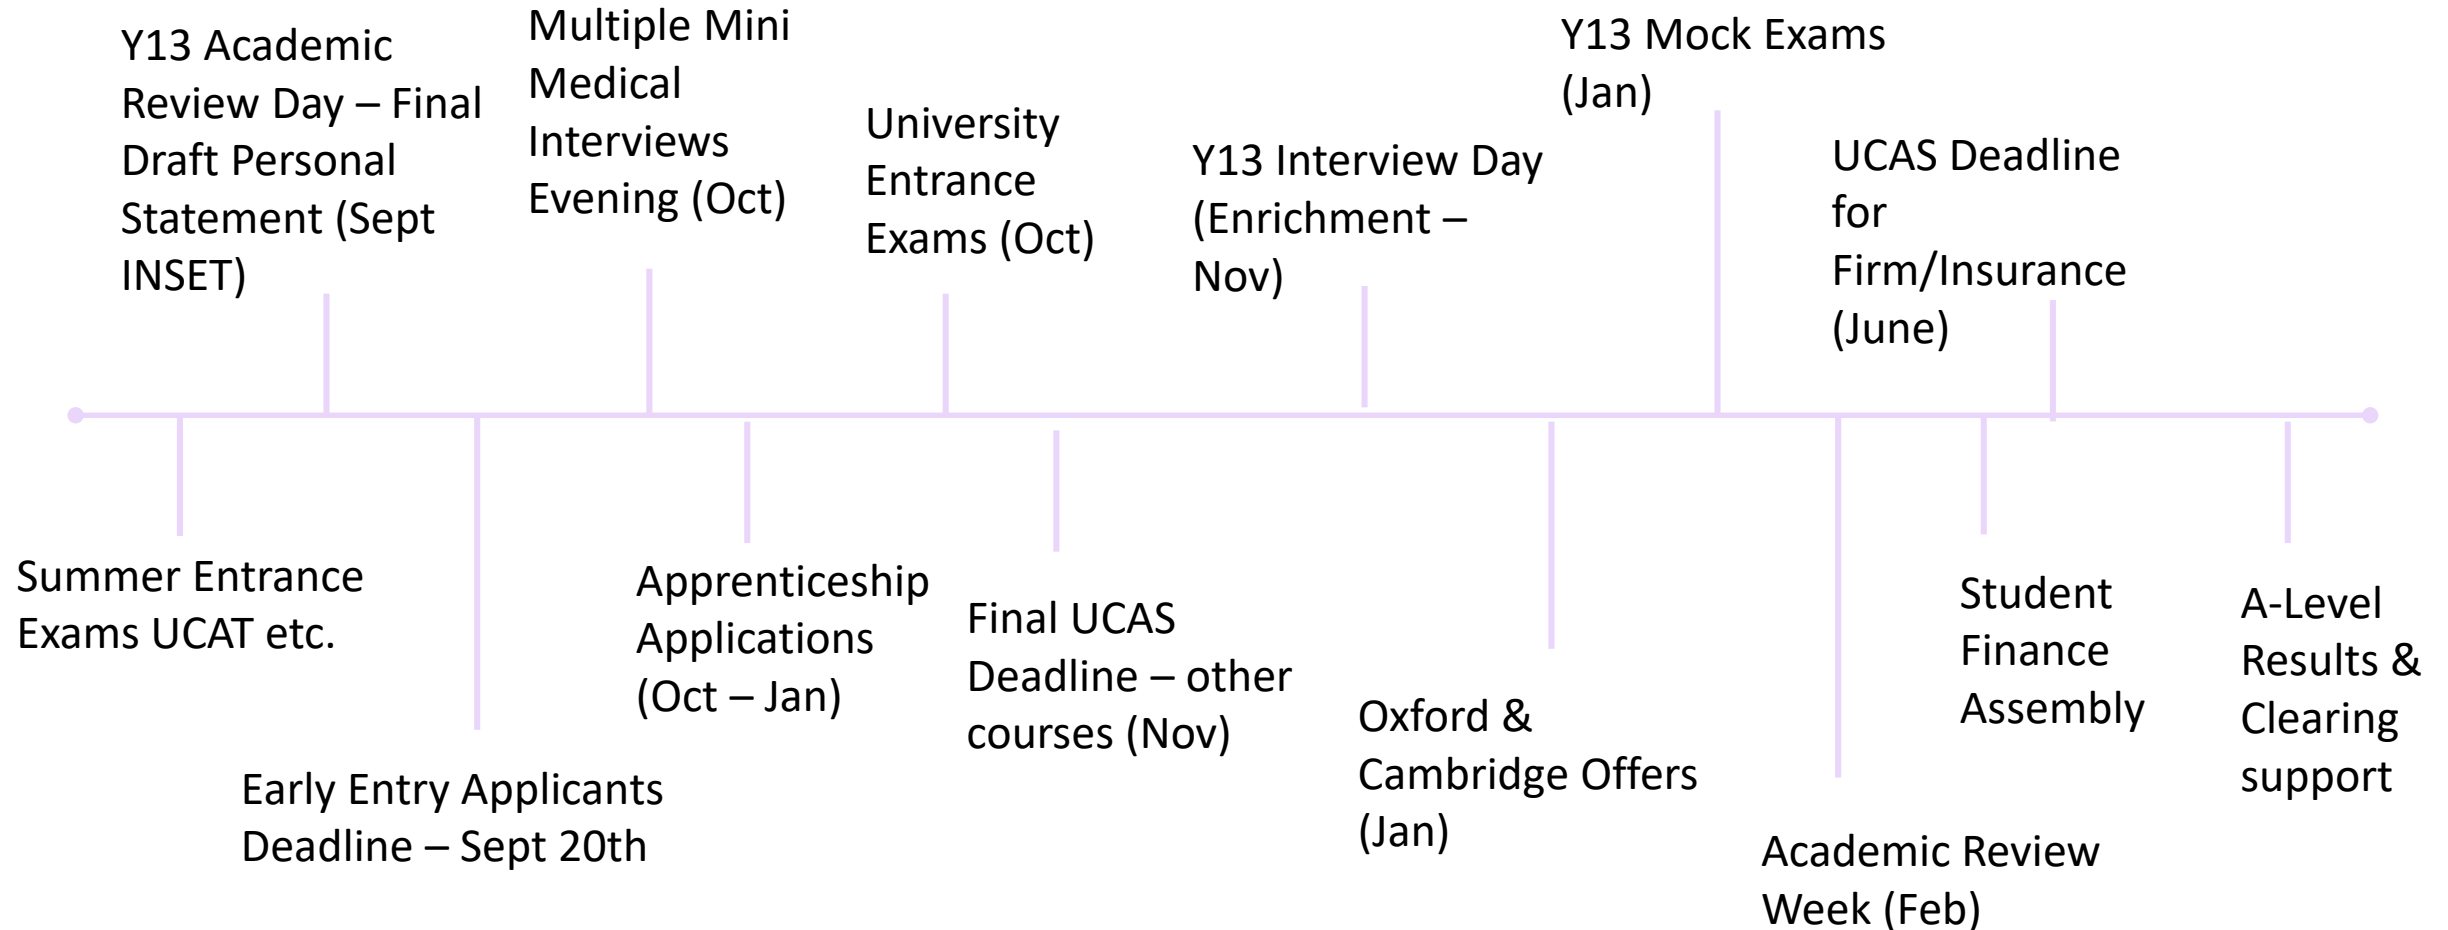 Y13 Academic
Review Day – Final
Draft Personal
Statement (Sept
INSET)
Multiple Mini
Medical
Interviews
Evening (Oct)
University
Entrance
Exams (Oct)
Y13 Interview Day
(Enrichment –
Nov)
Y13 Mock Exams
(Jan)
UCAS Deadline
for
Firm/Insurance
(June)
Summer Entrance
Exams UCAT etc.
Early Entry Applicants
Deadline – Sept 20th
Apprenticeship
Applications
(Oct – Jan)
Final UCAS
Deadline – other
courses (Nov)
Oxford &
Cambridge Offers
(Jan)
Academic Review
Week (Feb)
Student
Finance
Assembly
A-Level
Results &
Clearing
support